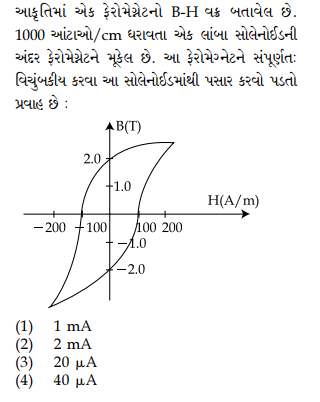 આકૃતિમાં એક ફેરોમેગ્નેટનો B-H વક્ર બતાવેલ છે.
1000 આંટાઓ/cm ધરાવતા એક લાંબા સોલેનોઈડની
અંદર ફેરોમેગ્નેટને મૂકેલ છે. આ ફેરોમેગ્નેટને સંપૂર્ણતઃ
વિચુંબકીય કરવા આ સોલેનોઈડમાંથી પસાર કરવો પડતો
પ્રવાહ છે :
B(T)
2.0
1.0
H(A/m)
−200 −100 100 200
−1.0
−2.0
(1) 1 mA
(2) 2 mA
(3) 20 μA
(4) 40 μA